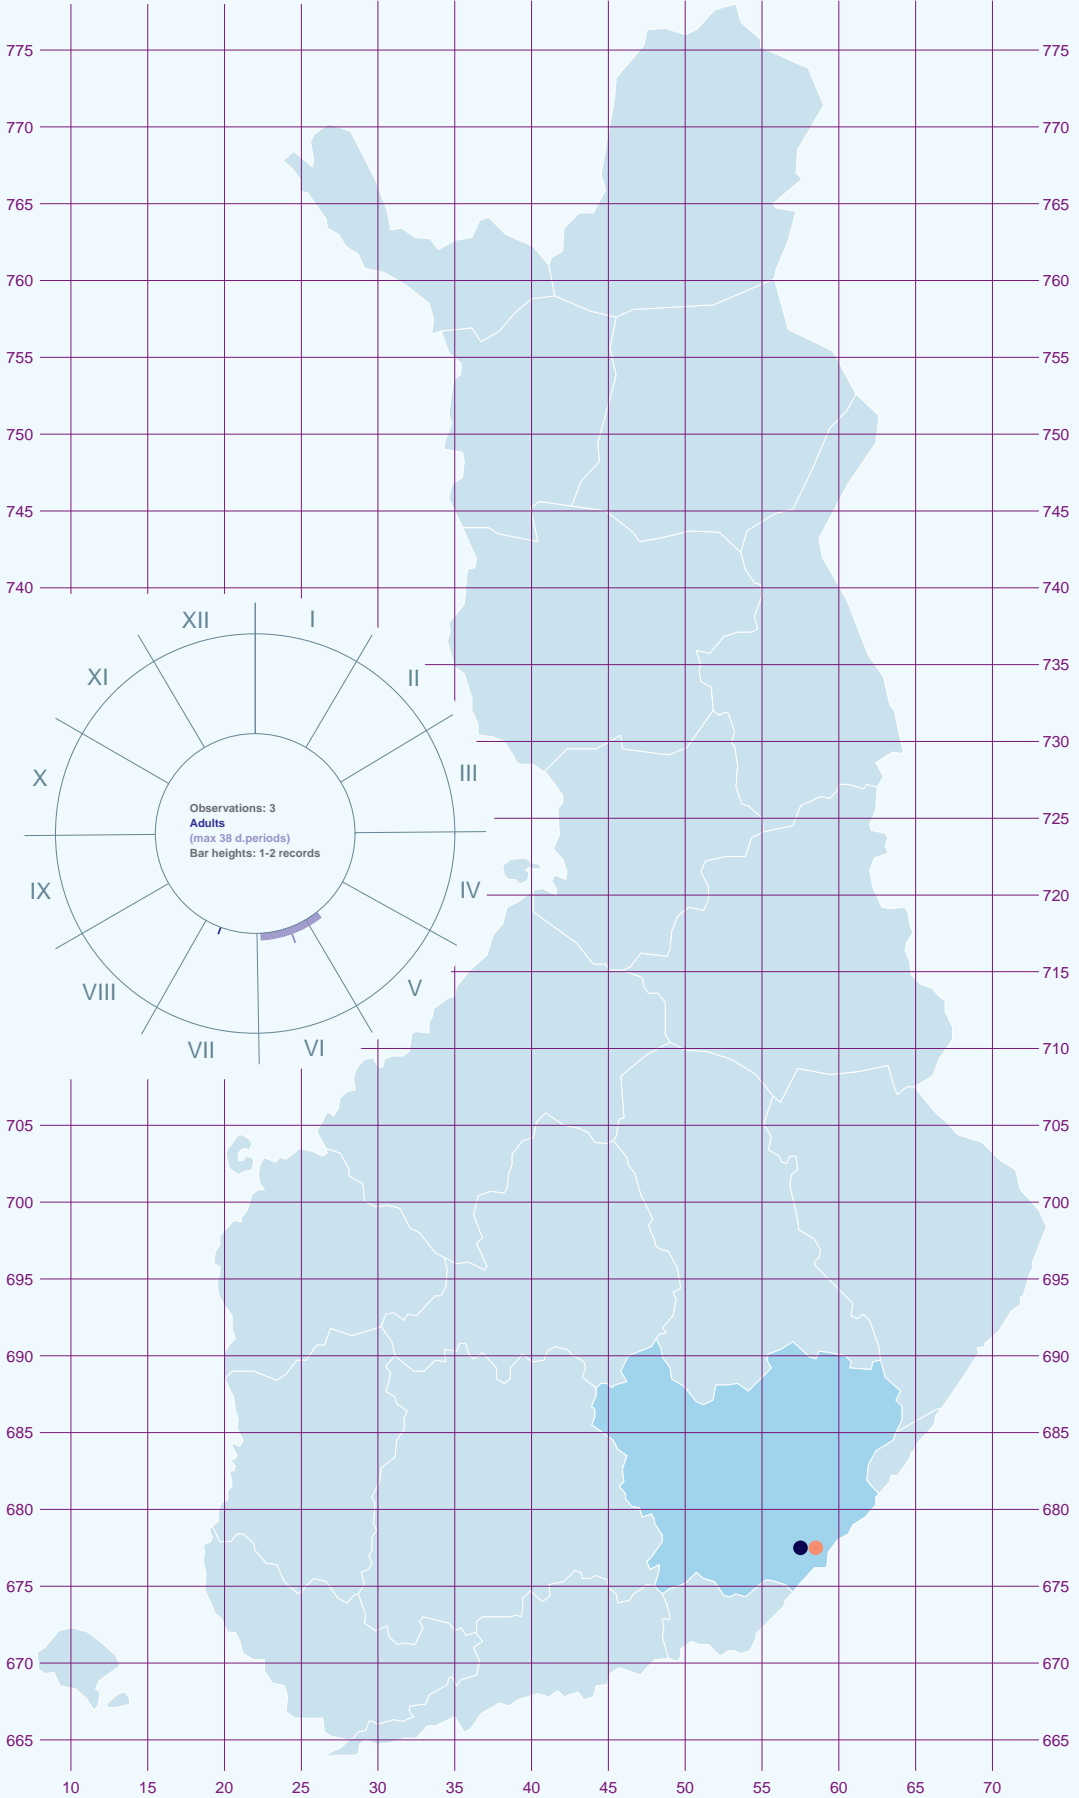 775 775
770 770
765 765
760 760
755 755
750 750
745 745
740 740
XII I
XI II
735
730
X III
725
Observations: 3
Adults
(max 38 d.periods)
Bar heights: 1-2 records
IX IV
720
715
VIII V
VII VI
710
705 705
700 700
695 695
690 690
685 685
680 680
675 675
670 670
665 665
10 15 20 25 30 35 40 45 50 55 60 65 70